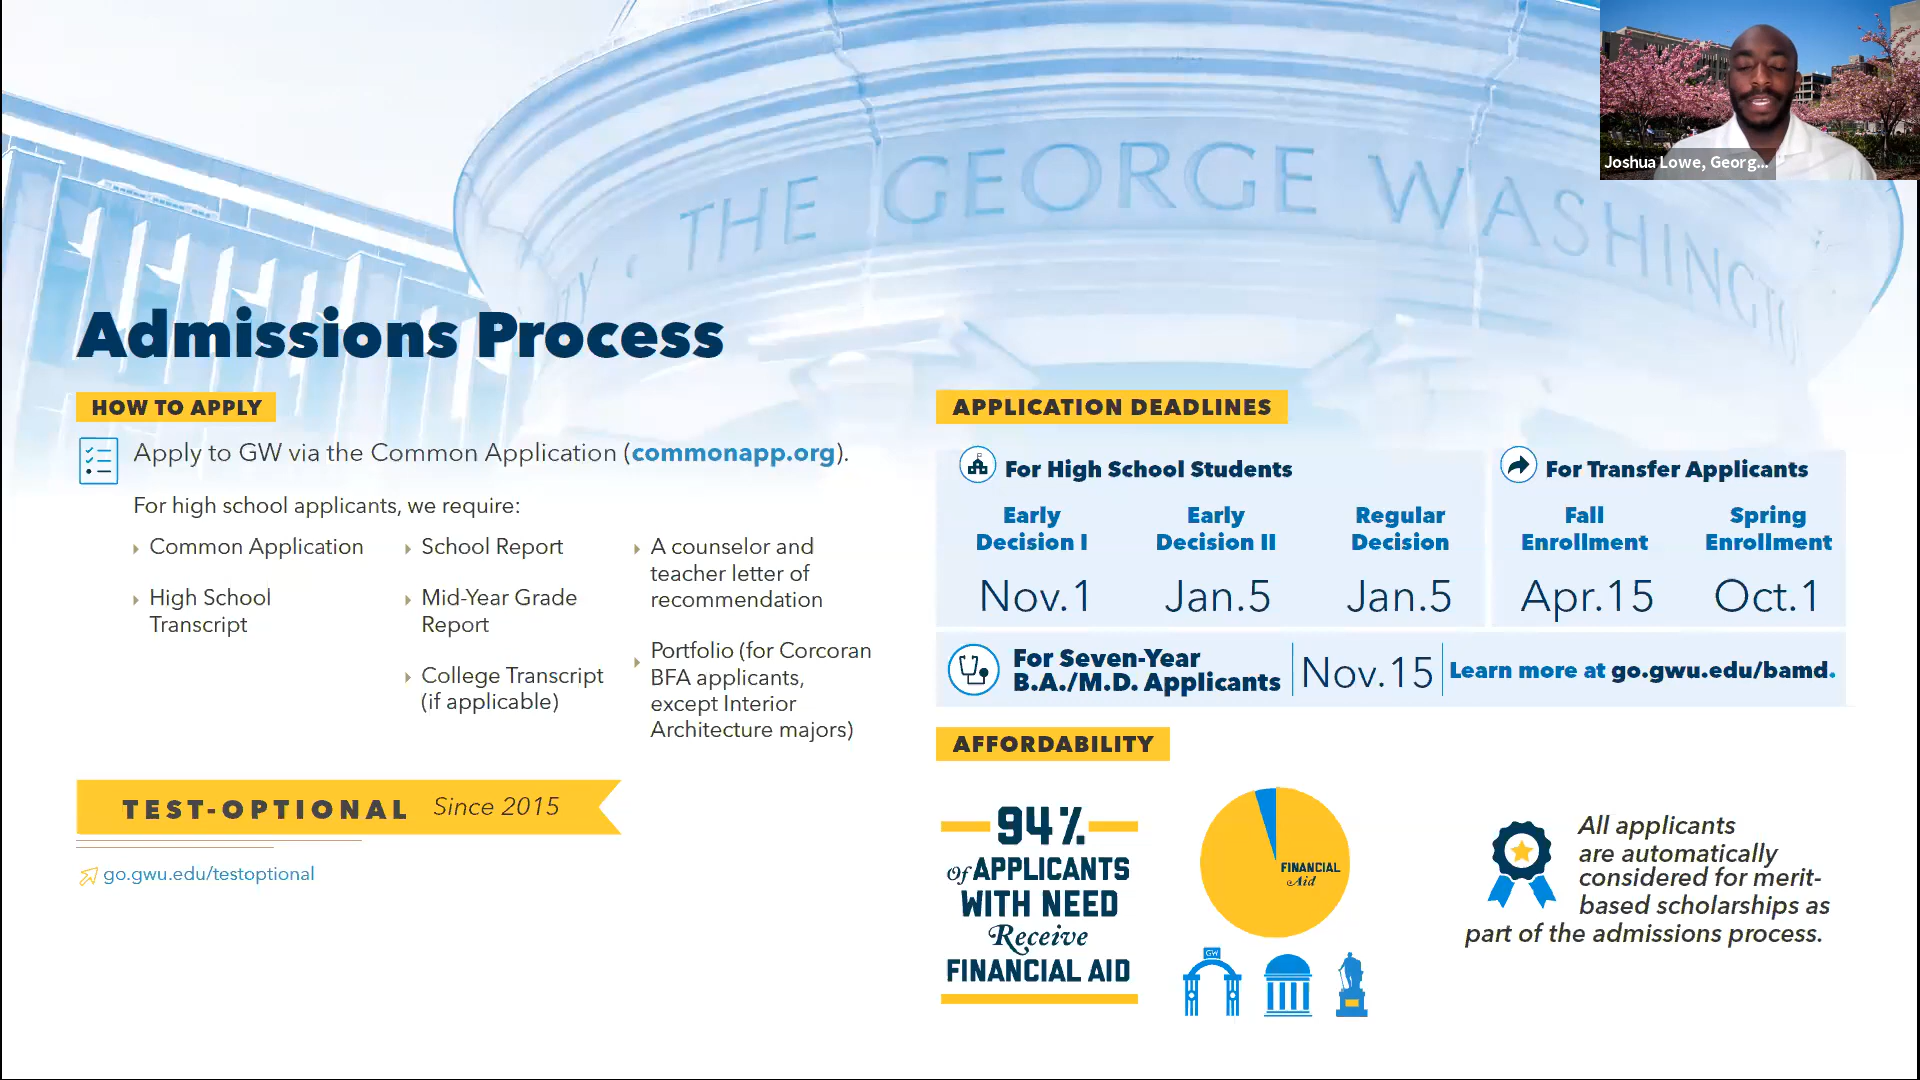 TY · THE GEORGE WASHINGT
Joshua Lowe, Georg...
Admissions Process
HOW TO APPLY
Apply to GW via the Common Application (commonapp.org).
For high school applicants, we require:
Common Application
High School
Transcript
School Report
Mid-Year Grade
Report
College Transcript
(if applicable)
A counselor and
teacher letter of
recommendation
Portfolio (for Corcoran
BFA applicants,
except Interior
Architecture majors)
TEST-OPTIONAL Since 2015
go.gwu.edu/testoptional
APPLICATION DEADLINES
For High School Students
Early
Decision I
Nov.1
Early
Decision II
Jan.5
Regular
Decision
Jan.5
For Transfer Applicants
Fall
Enrollment
Apr.15
Spring
Enrollment
Oct.1
For Seven-Year
B.A./M.D. Applicants
Nov.15
Learn more at go.gwu.edu/bamd.
AFFORDABILITY
94%
Of APPLICANTS
WITH NEED
Receive
FINANCIAL AID
FINANCIAL
Aid
GW
All applicants
are automatically
considered for merit-
based scholarships as
part of the admissions process.